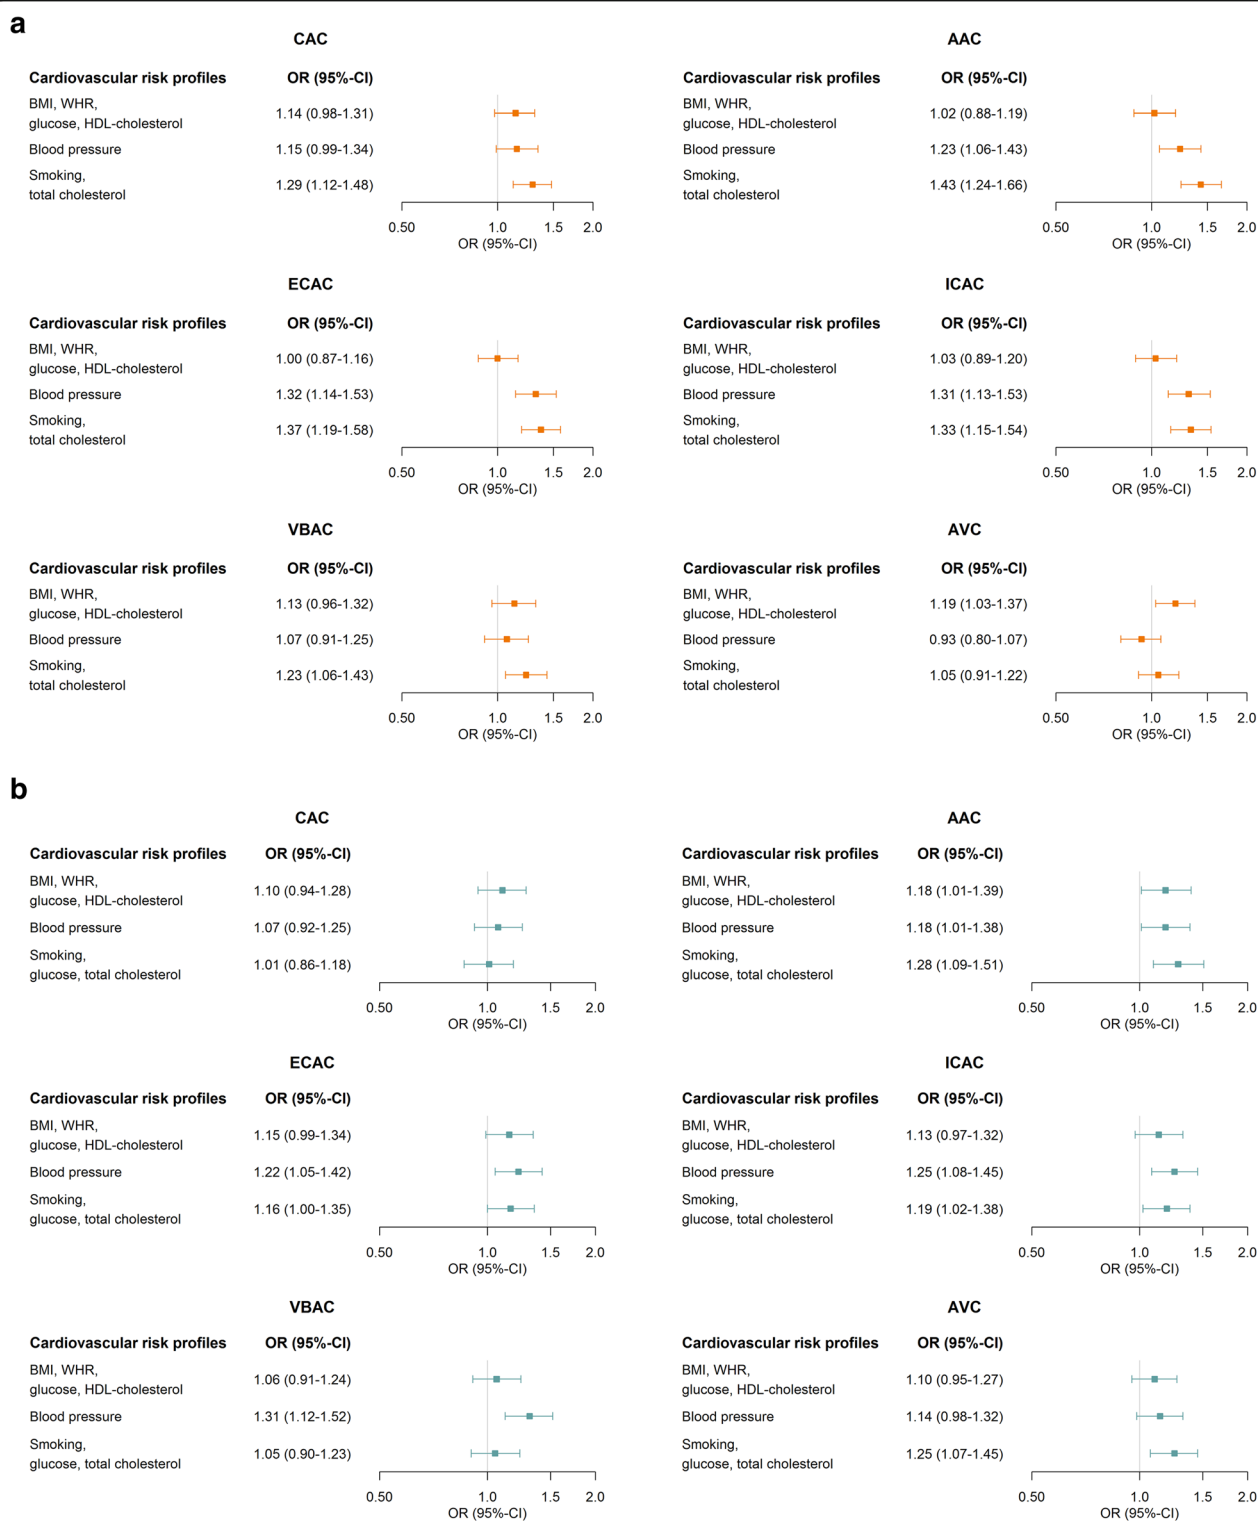 a
CAC
Cardiovascular risk profiles OR (95%-CI)
BMI, WHR,
glucose, HDL-cholesterol 1.14 (0.98-1.31)
Blood pressure 1.15 (0.99-1.34)
Smoking,
total cholesterol 1.29 (1.12-1.48)
0.50 1.0 1.5 2.0
OR (95%-CI)
AAC
Cardiovascular risk profiles OR (95%-CI)
BMI, WHR,
glucose, HDL-cholesterol 1.02 (0.88-1.19)
Blood pressure 1.23 (1.06-1.43)
Smoking,
total cholesterol 1.43 (1.24-1.66)
0.50 1.0 1.5 2.0
OR (95%-CI)
ECAC
Cardiovascular risk profiles OR (95%-CI)
BMI, WHR,
glucose, HDL-cholesterol 1.00 (0.87-1.16)
Blood pressure 1.32 (1.14-1.53)
Smoking,
total cholesterol 1.37 (1.19-1.58)
0.50 1.0 1.5 2.0
OR (95%-CI)
ICAC
Cardiovascular risk profiles OR (95%-CI)
BMI, WHR,
glucose, HDL-cholesterol 1.03 (0.89-1.20)
Blood pressure 1.31 (1.13-1.53)
Smoking,
total cholesterol 1.33 (1.15-1.54)
0.50 1.0 1.5 2.0
OR (95%-CI)
VBAC
Cardiovascular risk profiles OR (95%-CI)
BMI, WHR,
glucose, HDL-cholesterol 1.13 (0.96-1.32)
Blood pressure 1.07 (0.91-1.25)
Smoking,
total cholesterol 1.23 (1.06-1.43)
0.50 1.0 1.5 2.0
OR (95%-CI)
AVC
Cardiovascular risk profiles OR (95%-CI)
BMI, WHR,
glucose, HDL-cholesterol 1.19 (1.03-1.37)
Blood pressure 0.93 (0.80-1.07)
Smoking,
total cholesterol 1.05 (0.91-1.22)
0.50 1.0 1.5 2.0
OR (95%-CI)
b
CAC
Cardiovascular risk profiles OR (95%-CI)
BMI, WHR,
glucose, HDL-cholesterol 1.10 (0.94-1.28)
Blood pressure 1.07 (0.92-1.25)
Smoking,
glucose, total cholesterol 1.01 (0.86-1.18)
0.50 1.0 1.5 2.0
OR (95%-CI)
AAC
Cardiovascular risk profiles OR (95%-CI)
BMI, WHR,
glucose, HDL-cholesterol 1.18 (1.01-1.39)
Blood pressure 1.18 (1.01-1.38)
Smoking,
glucose, total cholesterol 1.28 (1.09-1.51)
0.50 1.0 1.5 2.0
OR (95%-CI)
ECAC
Cardiovascular risk profiles OR (95%-CI)
BMI, WHR,
glucose, HDL-cholesterol 1.15 (0.99-1.34)
Blood pressure 1.22 (1.05-1.42)
Smoking,
glucose, total cholesterol 1.16 (1.00-1.35)
0.50 1.0 1.5 2.0
OR (95%-CI)
ICAC
Cardiovascular risk profiles OR (95%-CI)
BMI, WHR,
glucose, HDL-cholesterol 1.13 (0.97-1.32)
Blood pressure 1.25 (1.08-1.45)
Smoking,
glucose, total cholesterol 1.19 (1.02-1.38)
0.50 1.0 1.5 2.0
OR (95%-CI)
VBAC
Cardiovascular risk profiles OR (95%-CI)
BMI, WHR,
glucose, HDL-cholesterol 1.06 (0.91-1.24)
Blood pressure 1.31 (1.12-1.52)
Smoking,
glucose, total cholesterol 1.05 (0.90-1.23)
0.50 1.0 1.5 2.0
OR (95%-CI)
AVC
Cardiovascular risk profiles OR (95%-CI)
BMI, WHR,
glucose, HDL-cholesterol 1.10 (0.95-1.27)
Blood pressure 1.14 (0.98-1.32)
Smoking,
glucose, total cholesterol 1.25 (1.07-1.45)
0.50 1.0 1.5 2.0
OR (95%-CI)